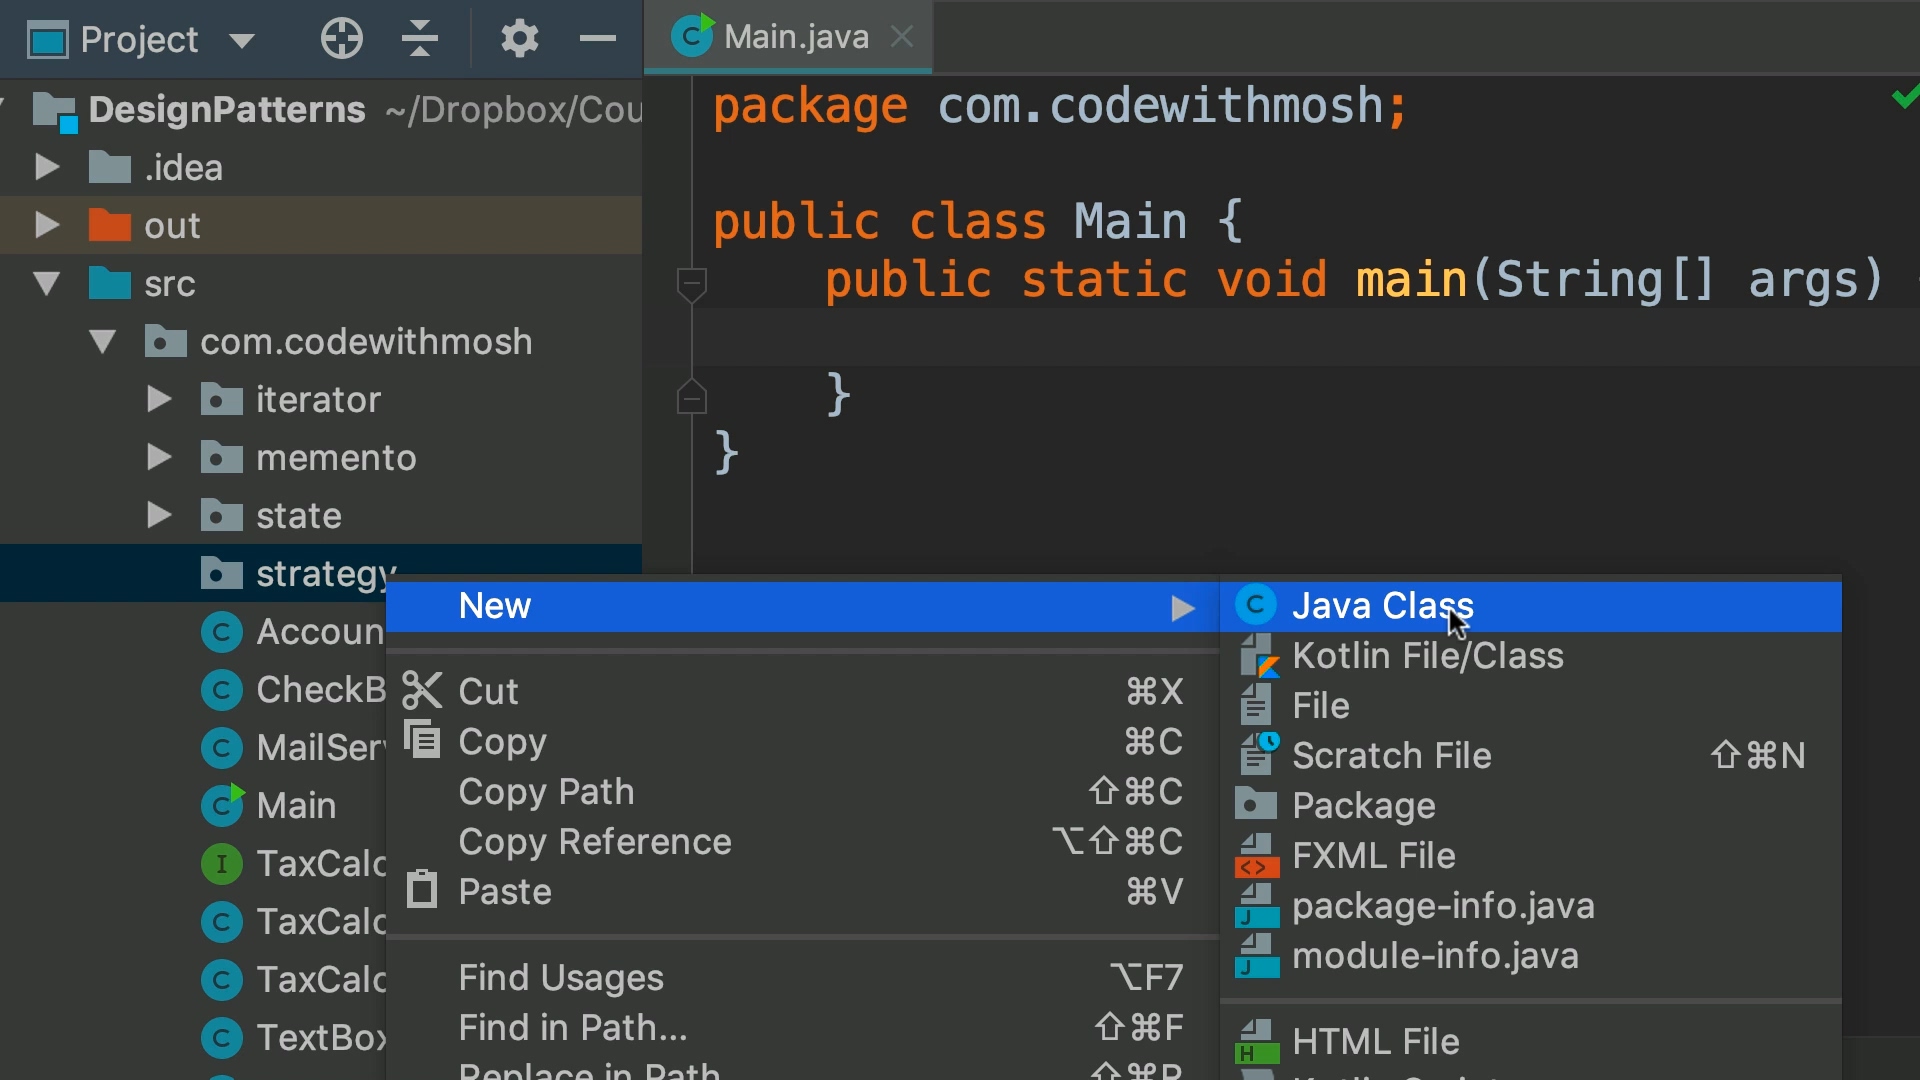 Project
Main.java
DesignPatterns ~/Dropbox/Cou
.idea
out
src
com.codewithmosh
iterator
memento
state
strategy
Accoun
CheckB
MailSer
Main
TaxCalc
TaxCalc
TaxCalc
TextBox
package com.codewithmosh;
public class Main {
public static void main(String[] args)
}
}
New
Cut ⌘X
Copy ⌘C
Copy Path ⇧⌘C
Copy Reference ⌥⇧⌘C
Paste ⌘V
Find Usages ⌥F7
Find in Path... ⇧⌘F
Replace in Path ⇧⌘R
Java Class
Kotlin File/Class
File
Scratch File ⇧⌘N
Package
FXML File
package-info.java
module-info.java
HTML File